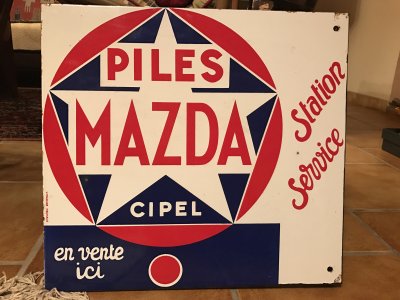 PILES
MAZDA
CIPEL
Station
Service
en vente
ici